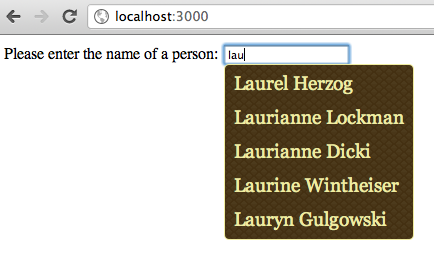 localhost:3000
Please enter the name of a person: lau
Laurel Herzog
Laurianne Lockman
Laurianne Dicki
Laurine Wintheiser
Lauryn Gulgowski